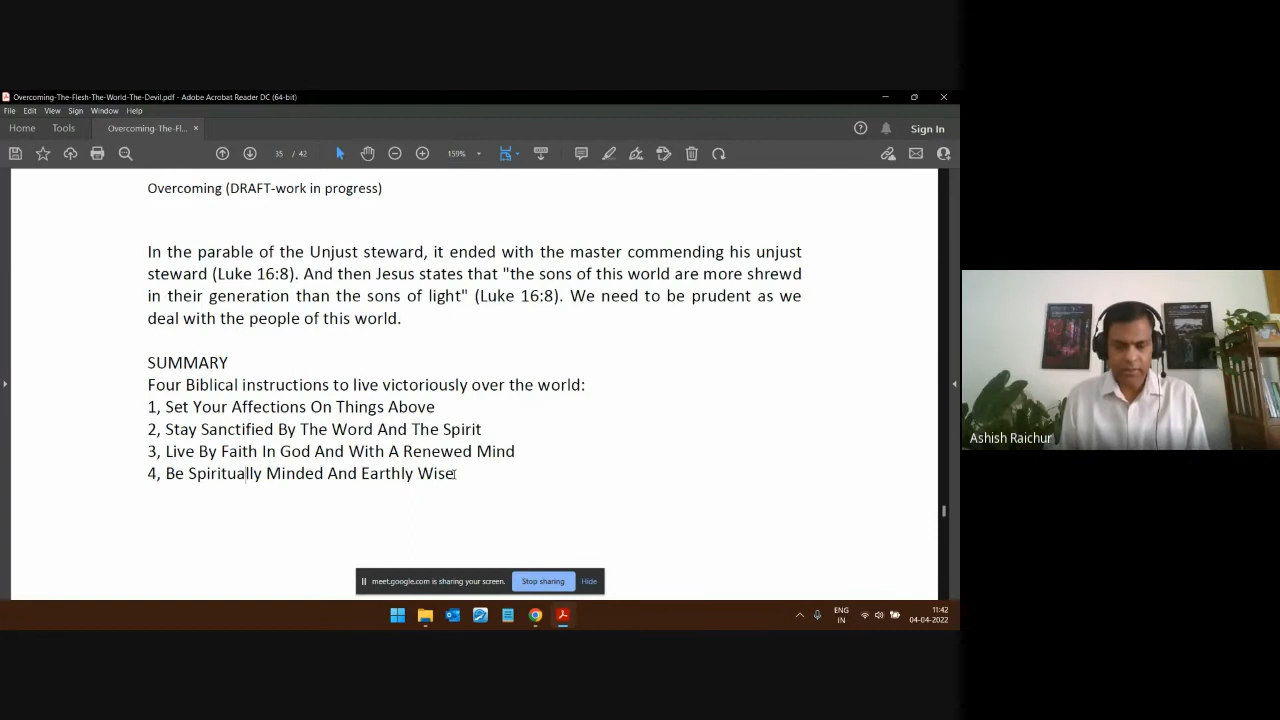 Overcoming-The-Flesh-The-World-The-Devil.pdf - Adobe Acrobat Reader DC (64-bit)
File Edit View Sign Window Help
Home Tools Overcoming-The-Fl... × Sign In
35 / 42 159%
Overcoming (DRAFT-work in progress)
In the parable of the Unjust steward, it ended with the master commending his unjust
steward (Luke 16:8). And then Jesus states that "the sons of this world are more shrewd
in their generation than the sons of light" (Luke 16:8). We need to be prudent as we
deal with the people of this world.
SUMMARY
Four Biblical instructions to live victoriously over the world:
1, Set Your Affections On Things Above
2, Stay Sanctified By The Word And The Spirit
3, Live By Faith In God And With A Renewed Mind
4, Be Spiritually Minded And Earthly Wise
Ashish Raichur
meet.google.com is sharing your screen. Stop sharing Hide
ENG 11:42
IN 04-04-2022